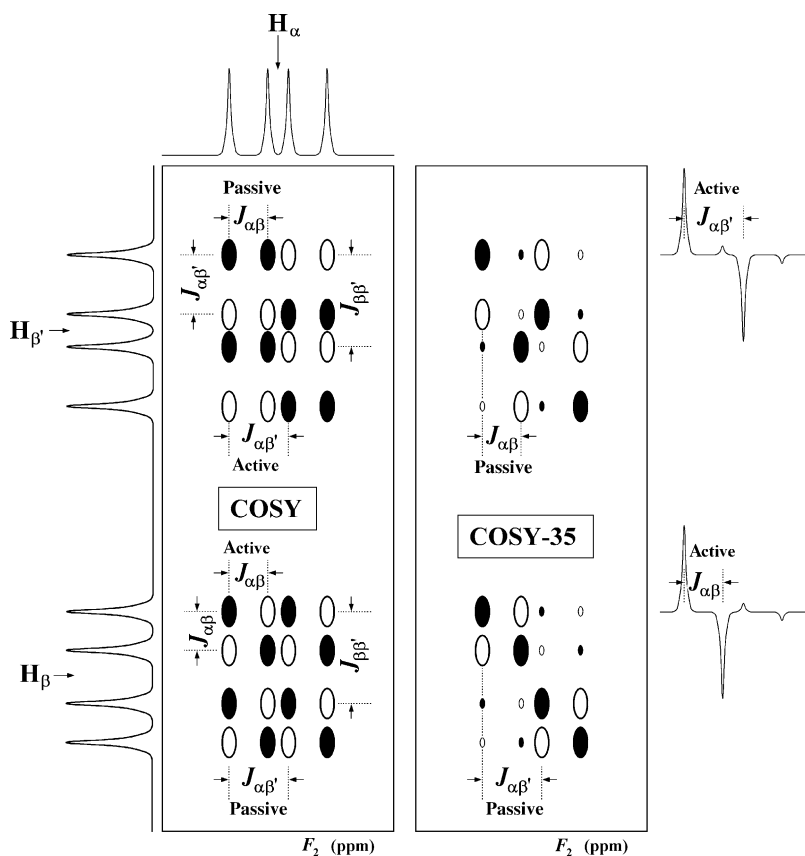 Hα
Passive
Jαβ
Jαβ'
Jββ'
Hβ'
Jαβ'
Active
COSY
Active
Jαβ
Jαβ
Jββ'
Hβ
Jαβ'
Passive
F2 (ppm)
Jαβ
Passive
COSY-35
Jαβ'
Passive
F2 (ppm)
Active
Jαβ'
Active
Jαβ